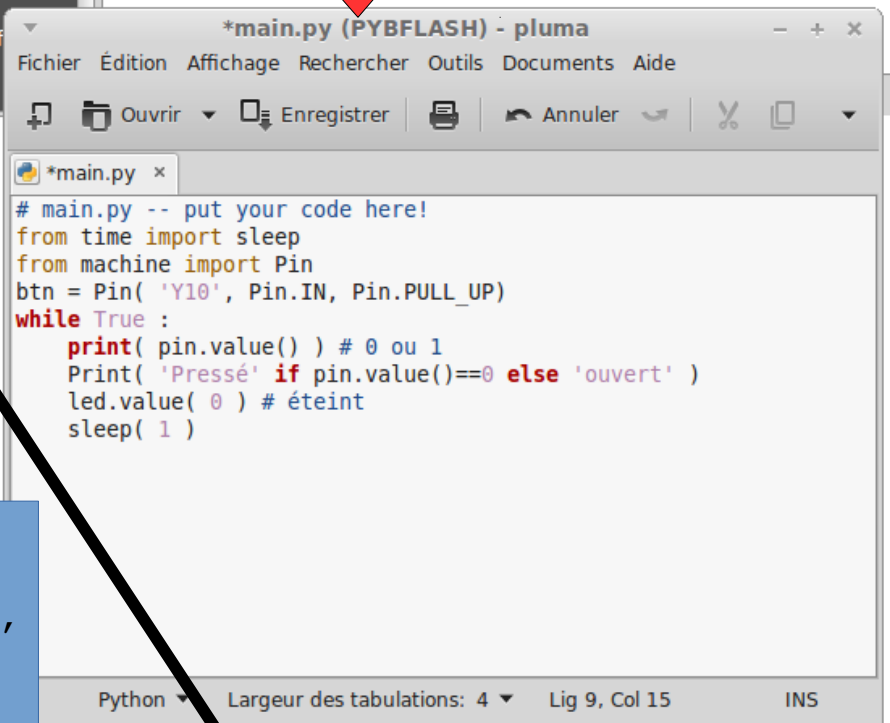 *main.py (PYBFLASH) - pluma
Fichier Édition Affichage Rechercher Outils Documents Aide
Ouvrir Enregistrer Annuler
*main.py
# main.py -- put your code here!
from time import sleep
from machine import Pin
btn = Pin( 'Y10', Pin.IN, Pin.PULL_UP)
while True :
    print( pin.value() ) # 0 ou 1
    Print( 'Pressé' if pin.value()==0 else 'ouvert' )
    led.value( 0 ) # éteint
    sleep( 1 )
,
Python Largeur des tabulations: 4 Lig 9, Col 15 INS